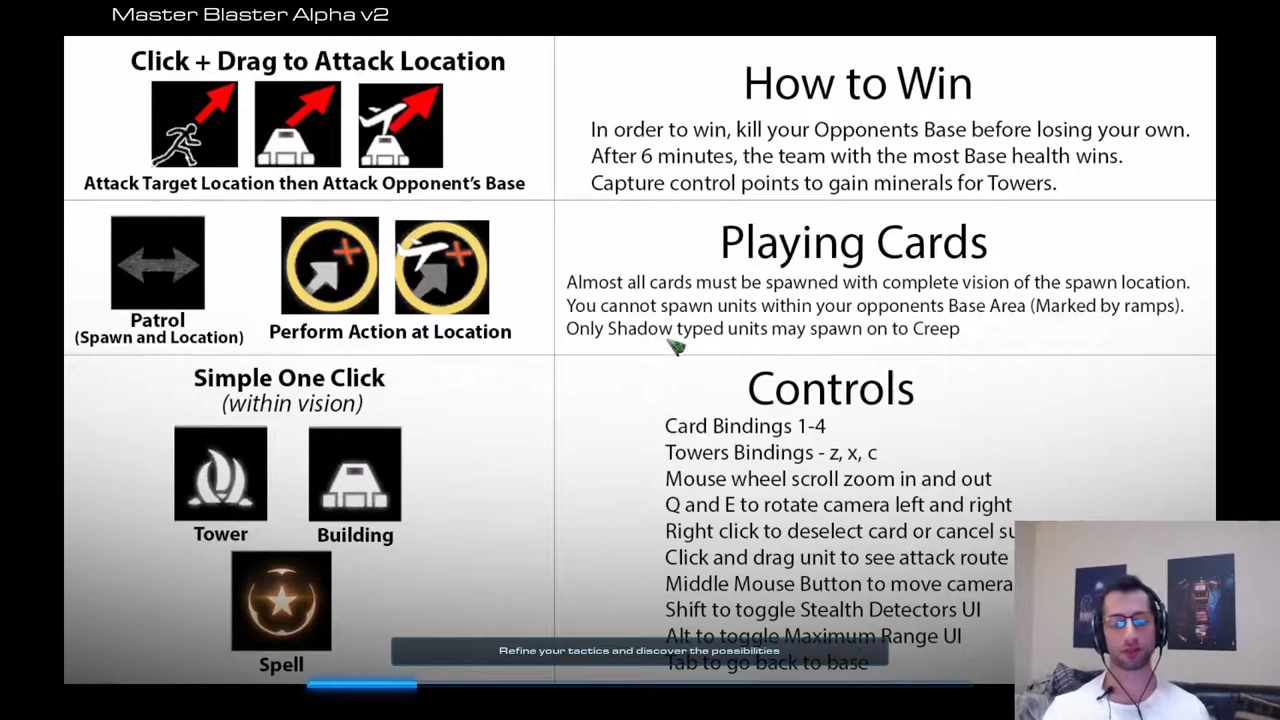 Master Blaster Alpha v2
Click + Drag to Attack Location
Attack Target Location then Attack Opponent's Base
How to Win
In order to win, kill your Opponents Base before losing your own.
After 6 minutes, the team with the most Base health wins.
Capture control points to gain minerals for Towers.
Patrol
(Spawn and Location)
Perform Action at Location
Playing Cards
Almost all cards must be spawned with complete vision of the spawn location.
You cannot spawn units within your opponents Base Area (Marked by ramps).
Only Shadow typed units may spawn on to Creep
Simple One Click
(within vision)
Tower
Building
Spell
Controls
Card Bindings 1-4
Towers Bindings - z, x, c
Mouse wheel scroll zoom in and out
Q and E to rotate camera left and right
Right click to deselect card or cancel
Click and drag unit to see attack route
Middle Mouse Button to move camera
Shift to toggle Stealth Detectors UI
Alt to toggle Maximum Range UI
Tab to go back to base
Refine your tactics and discover the possibilities